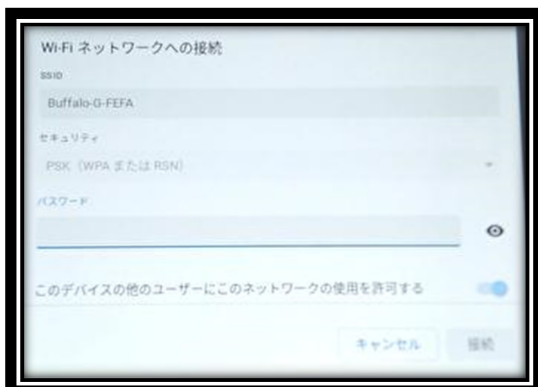 Wi-Fi ネットワークへの接続
SSID
Buffalo-G-FEFA
セキュリティ
PSK（WPA または RSN）
パスワード
このデバイスの他のユーザーにこのネットワークの使用を許可する
キャンセル
接続